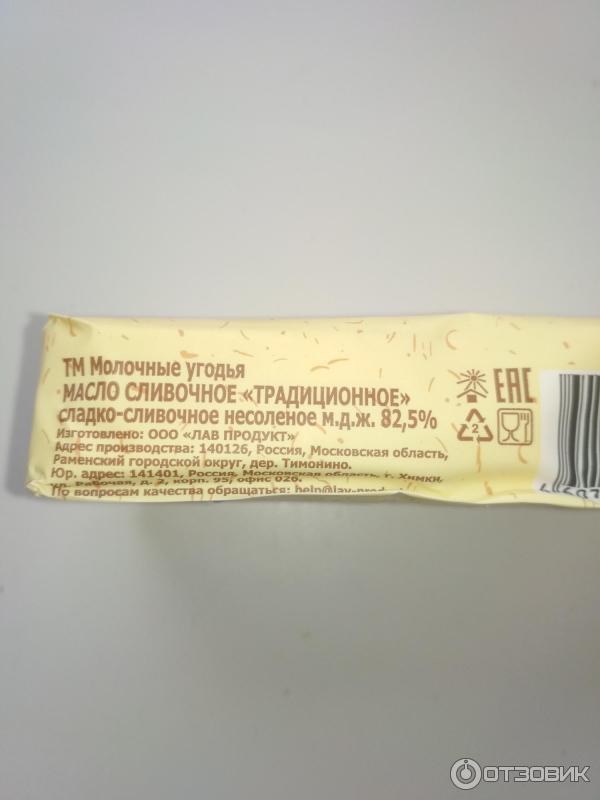 ТМ Молочные угодья
МАСЛО СЛИВОЧНОЕ «ТРАДИЦИОННОЕ»
сладко-сливочное несоленое м.д.ж. 82,5%
Изготовлено: ООО «ЛАВ ПРОДУКТ»
Адрес производства: 140126, Россия, Московская область,
Раменский городской округ, дер. Тимонино.
Юр. адрес: 141401, Россия, Московская область, г. Химки,
ул. Рабочая, д. 2, корп. 95, офис 026.
По вопросам качества обращаться:
EAC
2
ОТЗОВИК